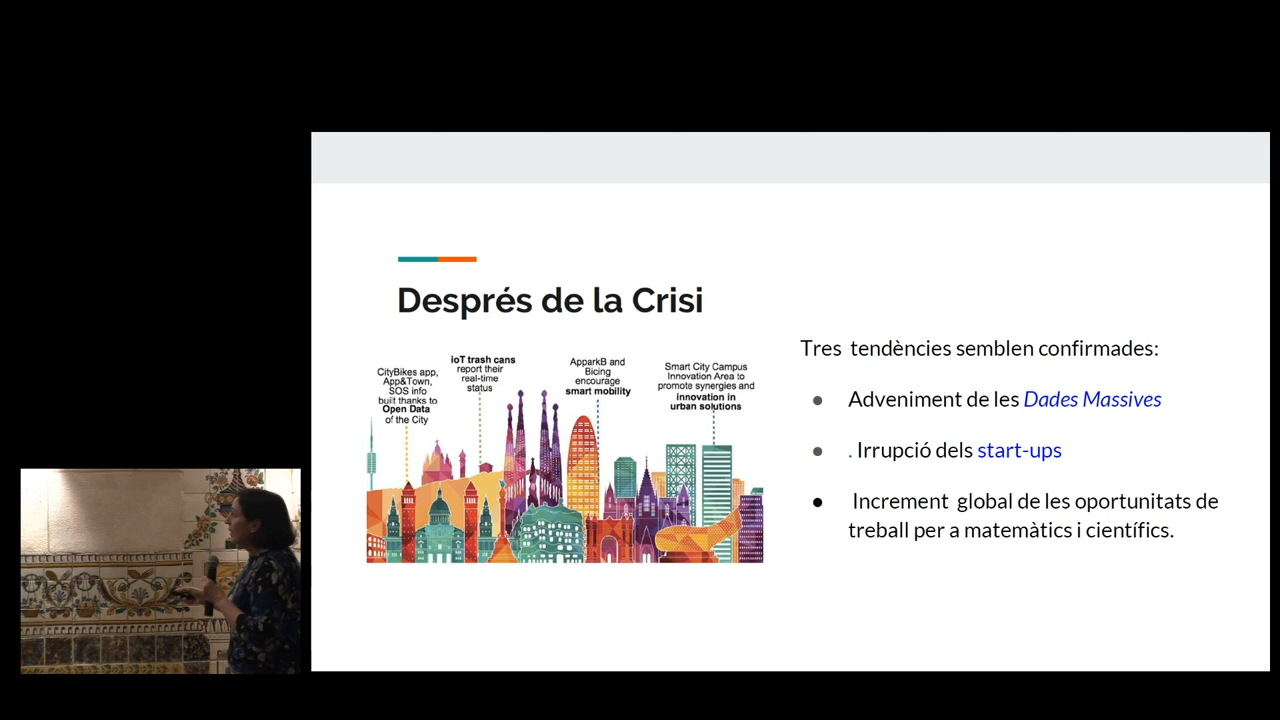 Després de la Crisi
CityBikes app,
App&Town,
SOS info
built thanks to
Open Data
of the City
ioT trash cans
report their
real-time
status
ApparkB and
Bicing
encourage
smart mobility
Smart City Campus
Innovation Area to
promote synergies and
innovation in
urban solutions
Tres tendències semblen confirmades:
● Adveniment de les Dades Massives
● . Irrupció dels start-ups
● Increment global de les oportunitats de
treball per a matemàtics i científics.